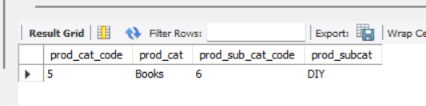 Result Grid Filter Rows: Export: Wrap Ce
prod_cat_code prod_cat prod_sub_cat_code prod_subcat
5 Books 6 DIY